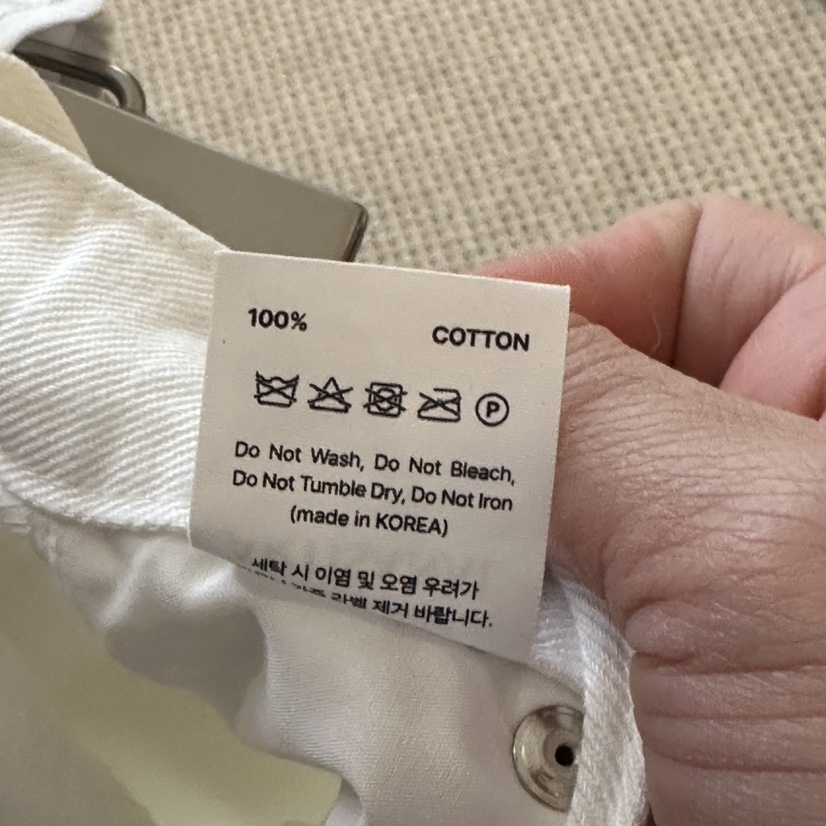 100% COTTON
P
Do Not Wash, Do Not Bleach,
Do Not Tumble Dry, Do Not Iron
(made in KOREA)
세탁 시 이염 및 오염 우려가
라벨 제거 바랍니다.